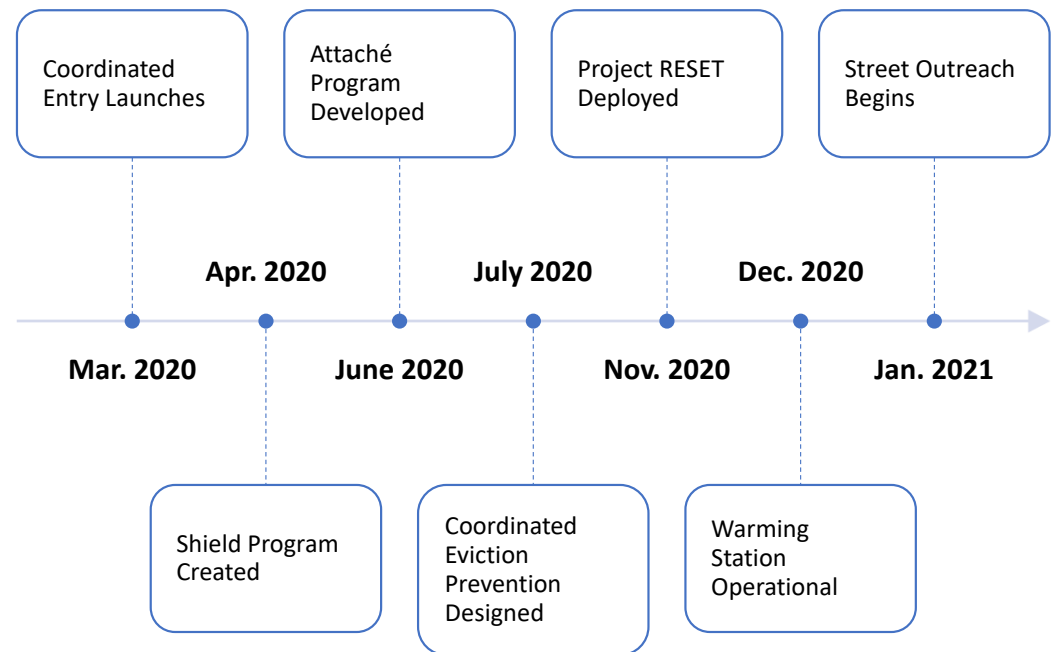 Coordinated
Entry Launches
Attaché
Program
Developed
Project RESET
Deployed
Street Outreach
Begins
Apr. 2020
July 2020
Dec. 2020
Mar. 2020
June 2020
Nov. 2020
Jan. 2021
Shield Program
Created
Coordinated
Eviction
Prevention
Designed
Warming
Station
Operational